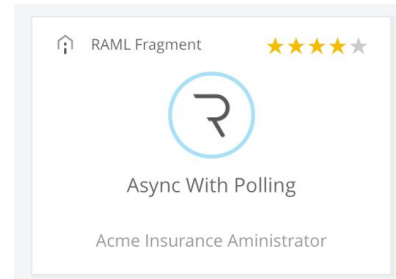 RAML Fragment
Async With Polling
Acme Insurance Aministrator